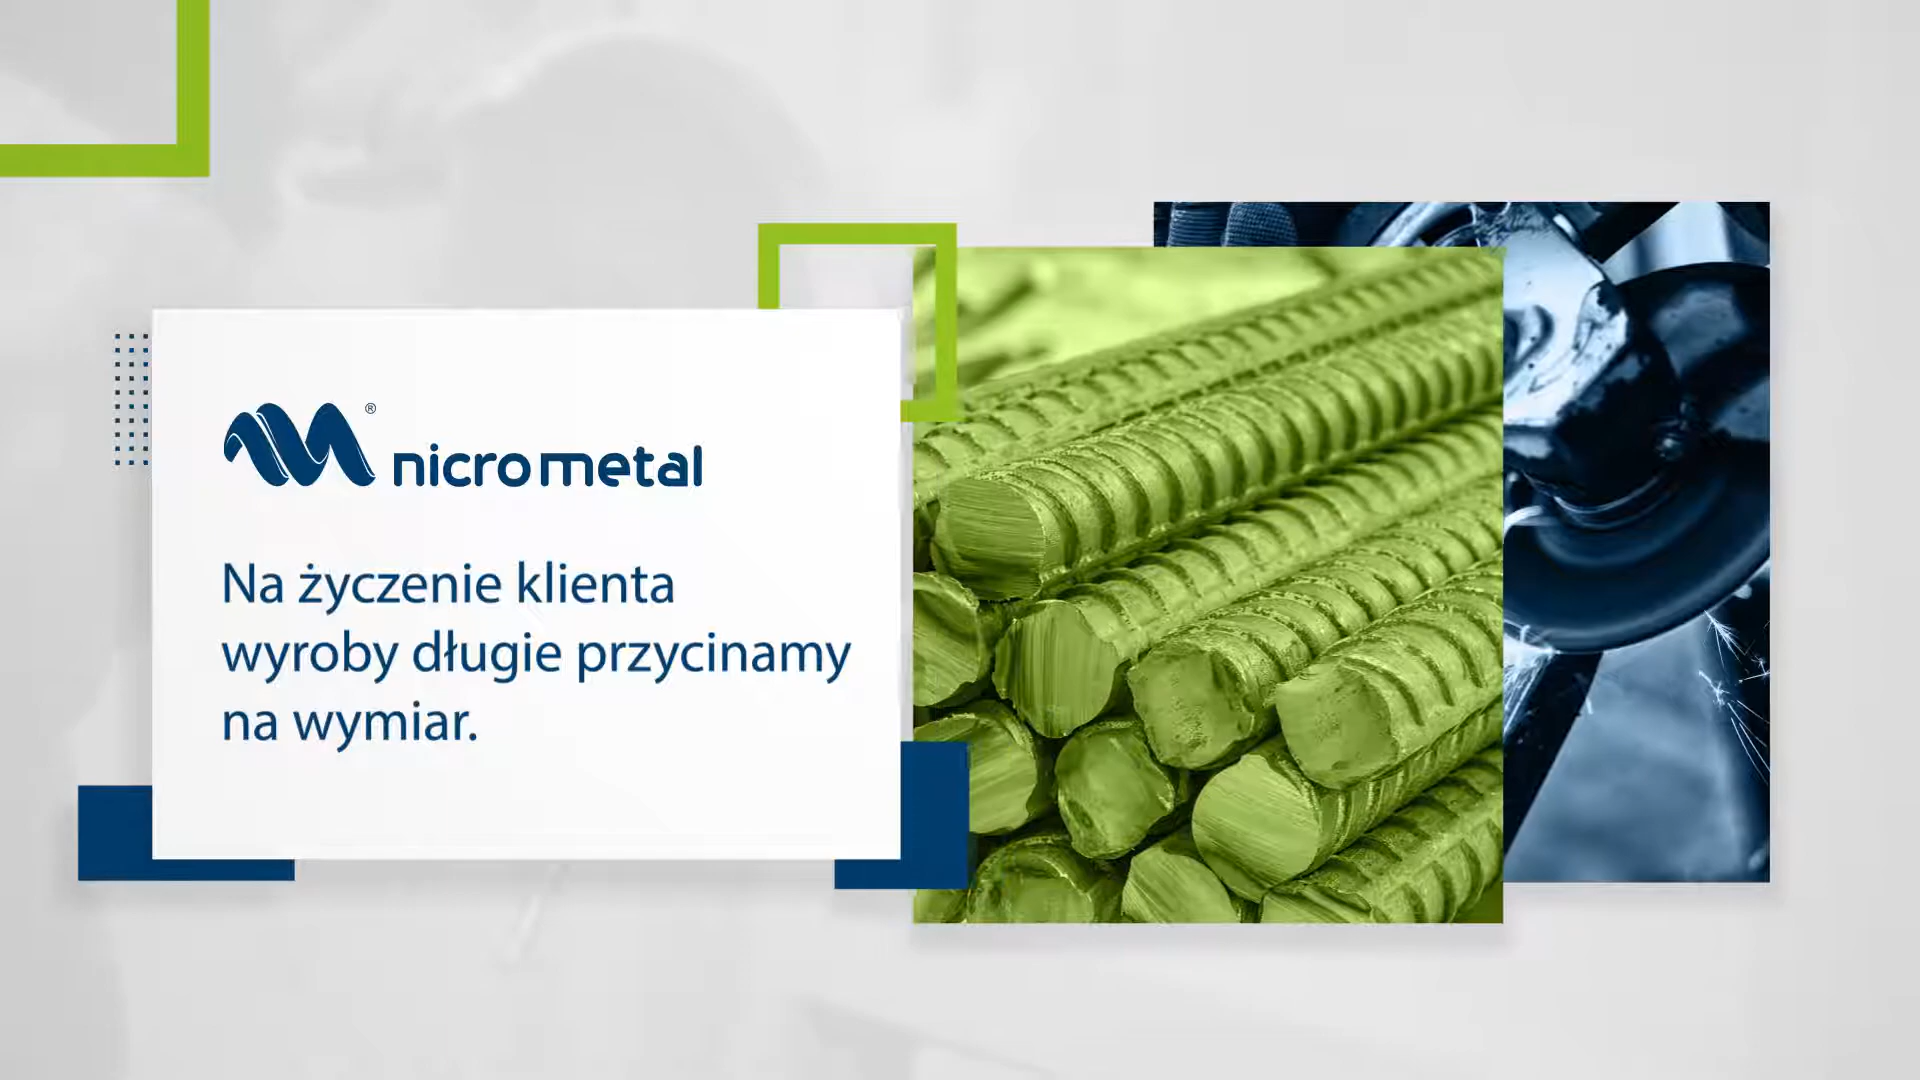 nicrometal®
Na życzenie klienta
wyroby długie przycinamy
na wymiar.